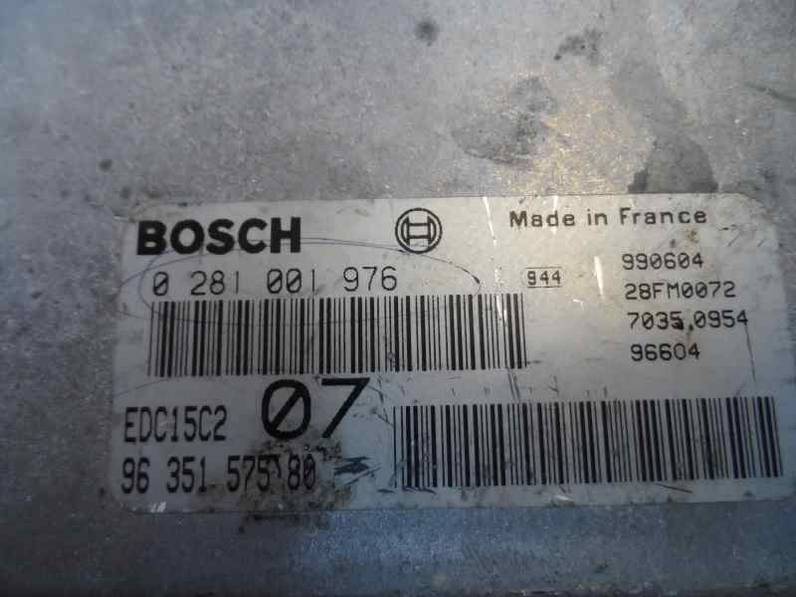 BOSCH
Made in France
0 281 001 976
944
990604
28FM0072
7035.0954
96604
EDC15C2
07
96 351 575 80